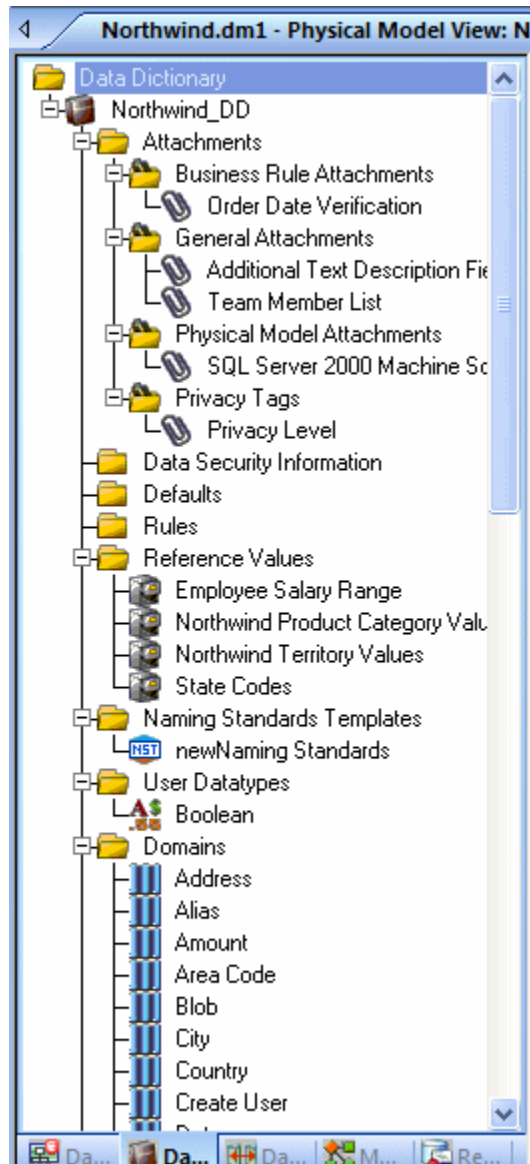 Northwind.dm1 - Physical Model View: N
Data Dictionary
Northwind_DD
Attachments
Business Rule Attachments
Order Date Verification
General Attachments
Additional Text Description Fie
Team Member List
Physical Model Attachments
SQL Server 2000 Machine Sc
Privacy Tags
Privacy Level
Data Security Information
Defaults
Rules
Reference Values
Employee Salary Range
Northwind Product Category Valu
Northwind Territory Values
State Codes
Naming Standards Templates
NST newNaming Standards
User Datatypes
Boolean
Domains
Address
Alias
Amount
Area Code
Blob
City
Country
Create User
Da... Da... Da... M... Re...